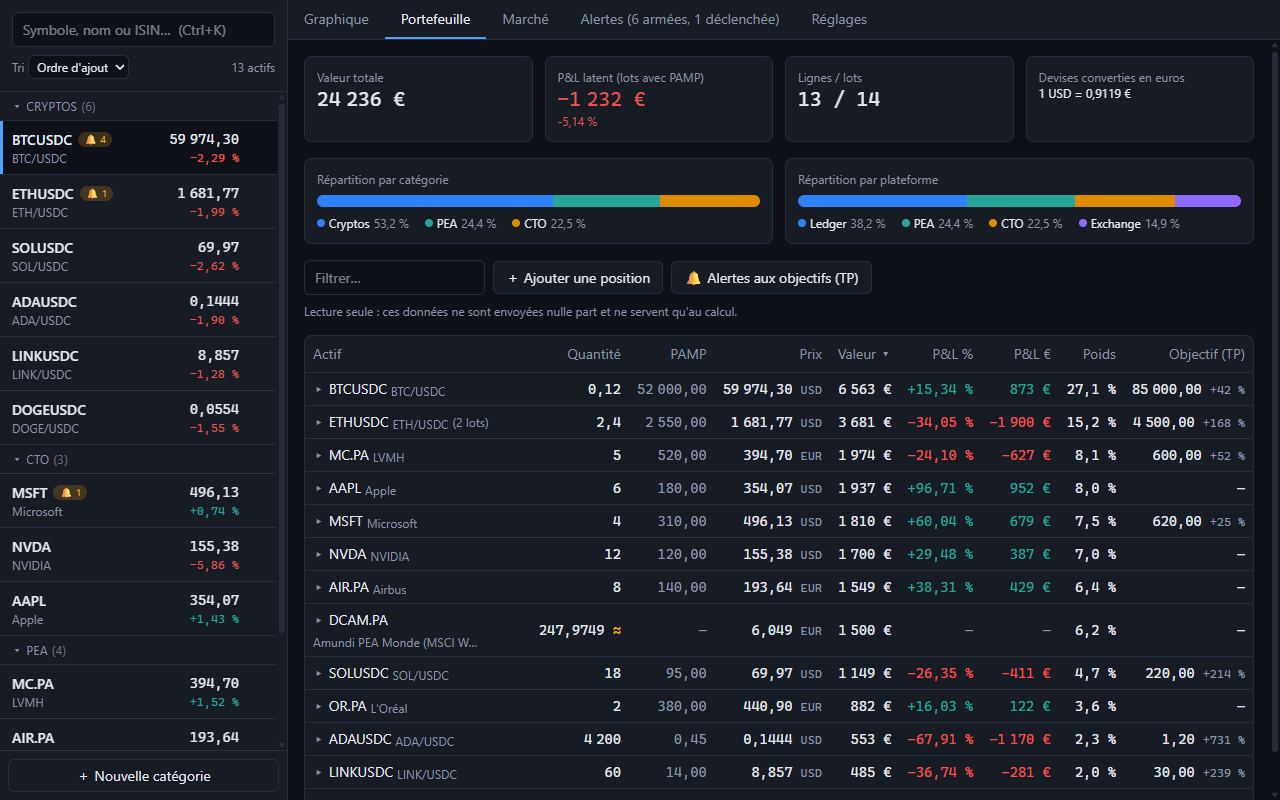 Symbole, nom ou ISIN... (Ctrl+K)
Tri Ordre d'ajout 13 actifs
CRYPTOS (6)
BTCUSDC 4 59 974,30
BTC/USDC −2,29 %
ETHUSDC 1 1 681,77
ETH/USDC −1,99 %
SOLUSDC 69,97
SOL/USDC −2,62 %
ADAUSDC 0,1444
ADA/USDC −1,90 %
LINKUSDC 8,857
LINK/USDC −1,28 %
DOGEUSDC 0,0554
DOGE/USDC −1,55 %
CTO (3)
MSFT 1 496,13
Microsoft +0,74 %
NVDA 155,38
NVIDIA −5,86 %
AAPL 354,07
Apple +1,43 %
PEA (4)
MC.PA 394,70
LVMH +1,52 %
AIR.PA 193,64
+ Nouvelle catégorie
Graphique Portefeuille Marché Alertes (6 armées, 1 déclenchée) Réglages
Valeur totale
24 236 €
P&L latent (lots avec PAMP)
−1 232 €
-5,14 %
Lignes / lots
13 / 14
Devises converties en euros
1 USD = 0,9119 €
Répartition par catégorie
Cryptos 53,2 % PEA 24,4 % CTO 22,5 %
Répartition par plateforme
Ledger 38,2 % PEA 24,4 % CTO 22,5 % Exchange 14,9 %
Filtrer... + Ajouter une position Alertes aux objectifs (TP)
Lecture seule : ces données ne sont envoyées nulle part et ne servent qu'au calcul.
Actif Quantité PAMP Prix Valeur ▼ P&L % P&L € Poids Objectif (TP)
BTCUSDC BTC/USDC 0,12 52 000,00 59 974,30 USD 6 563 € +15,34 % 873 € 27,1 % 85 000,00 +42 %
ETHUSDC ETH/USDC (2 lots) 2,4 2 550,00 1 681,77 USD 3 681 € −34,05 % −1 900 € 15,2 % 4 500,00 +168 %
MC.PA LVMH 5 520,00 394,70 EUR 1 974 € −24,10 % −627 € 8,1 % 600,00 +52 %
AAPL Apple 6 180,00 354,07 USD 1 937 € +96,71 % 952 € 8,0 % —
MSFT Microsoft 4 310,00 496,13 USD 1 810 € +60,04 % 679 € 7,5 % 620,00 +25 %
NVDA NVIDIA 12 120,00 155,38 USD 1 700 € +29,48 % 387 € 7,0 % —
AIR.PA Airbus 8 140,00 193,64 EUR 1 549 € +38,31 % 429 € 6,4 % —
DCAM.PA
Amundi PEA Monde (MSCI W... 247,9749 ≈ — 6,049 EUR 1 500 € — — 6,2 % —
SOLUSDC SOL/USDC 18 95,00 69,97 USD 1 149 € −26,35 % −411 € 4,7 % 220,00 +214 %
OR.PA L'Oréal 2 380,00 440,90 EUR 882 € +16,03 % 122 € 3,6 % —
ADAUSDC ADA/USDC 4 200 0,45 0,1444 USD 553 € −67,91 % −1 170 € 2,3 % 1,20 +731 %
LINKUSDC LINK/USDC 60 14,00 8,857 USD 485 € −36,74 % −281 € 2,0 % 30,00 +239 %